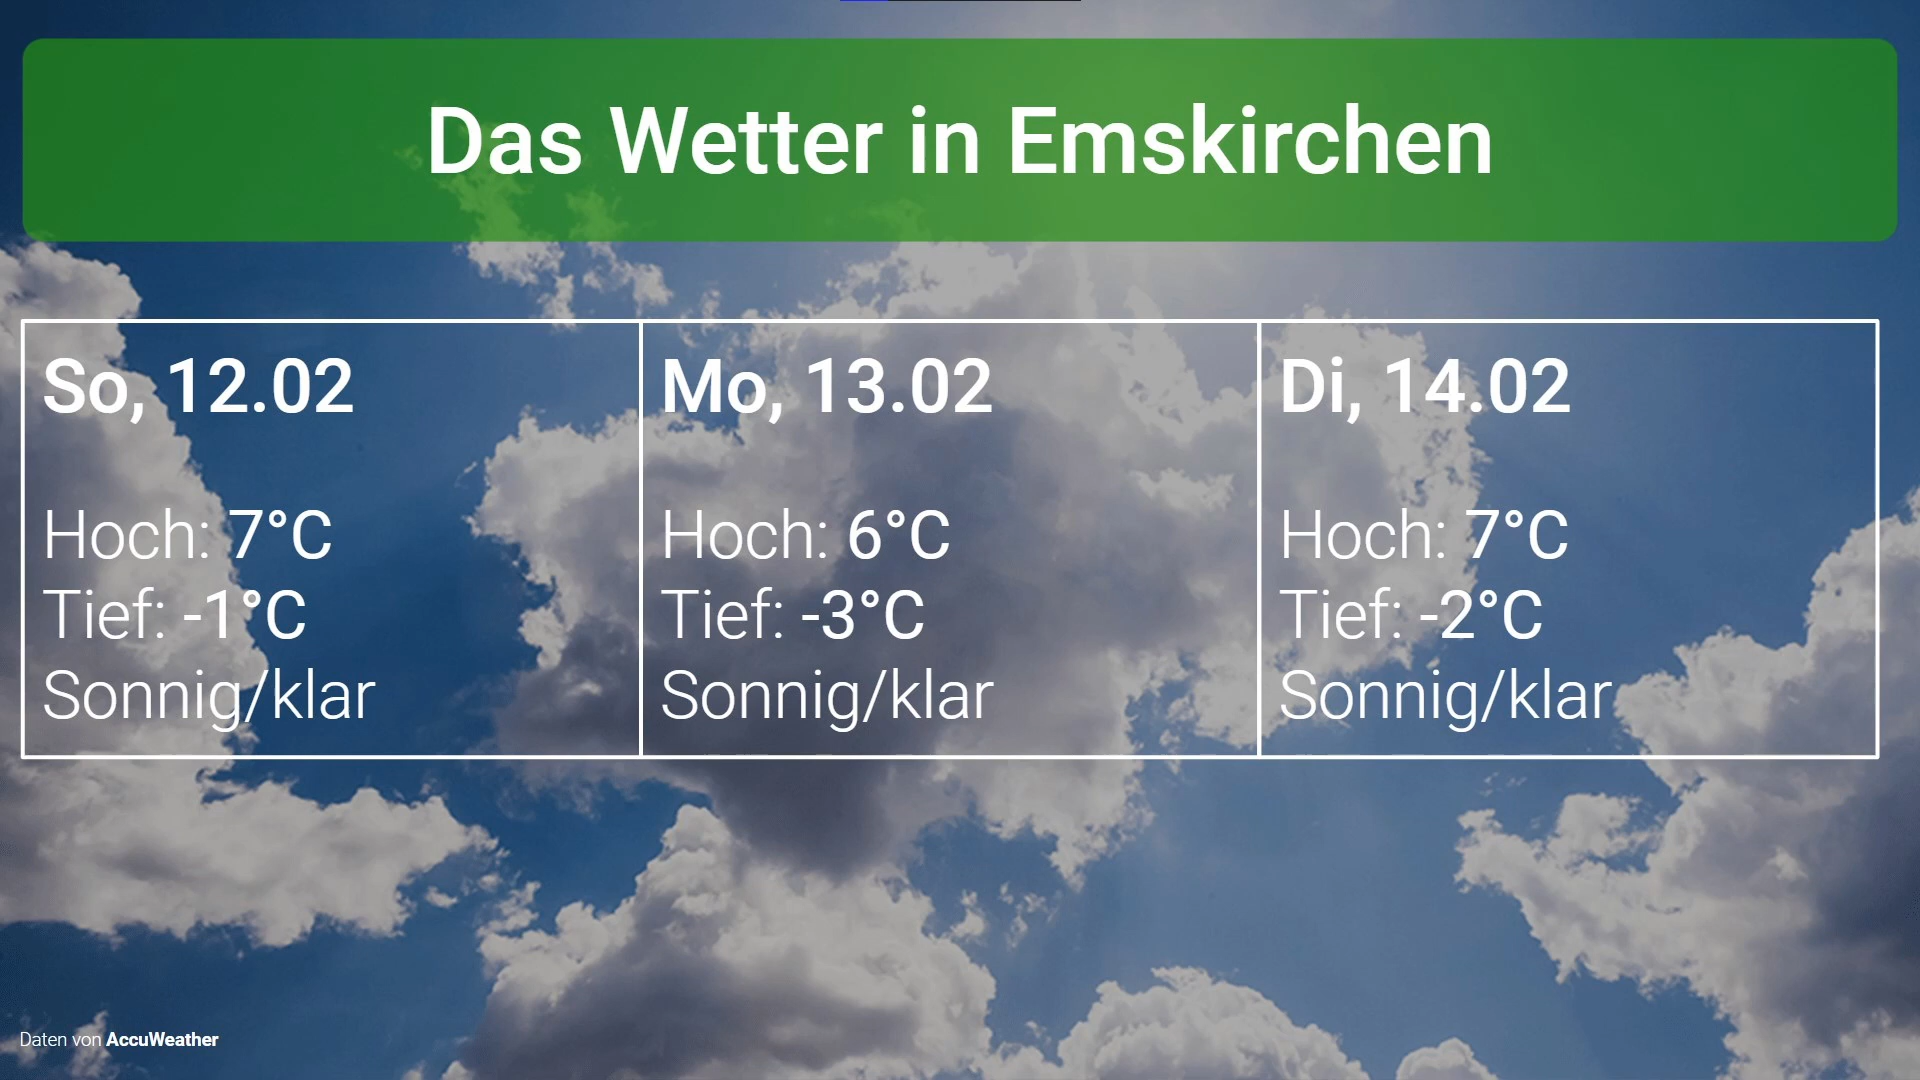 Das Wetter in Emskirchen
So, 12.02
Hoch: 7°C
Tief: -1°C
Sonnig/klar
Mo, 13.02
Hoch: 6°C
Tief: -3°C
Sonnig/klar
Di, 14.02
Hoch: 7°C
Tief: -2°C
Sonnig/klar
Daten von AccuWeather